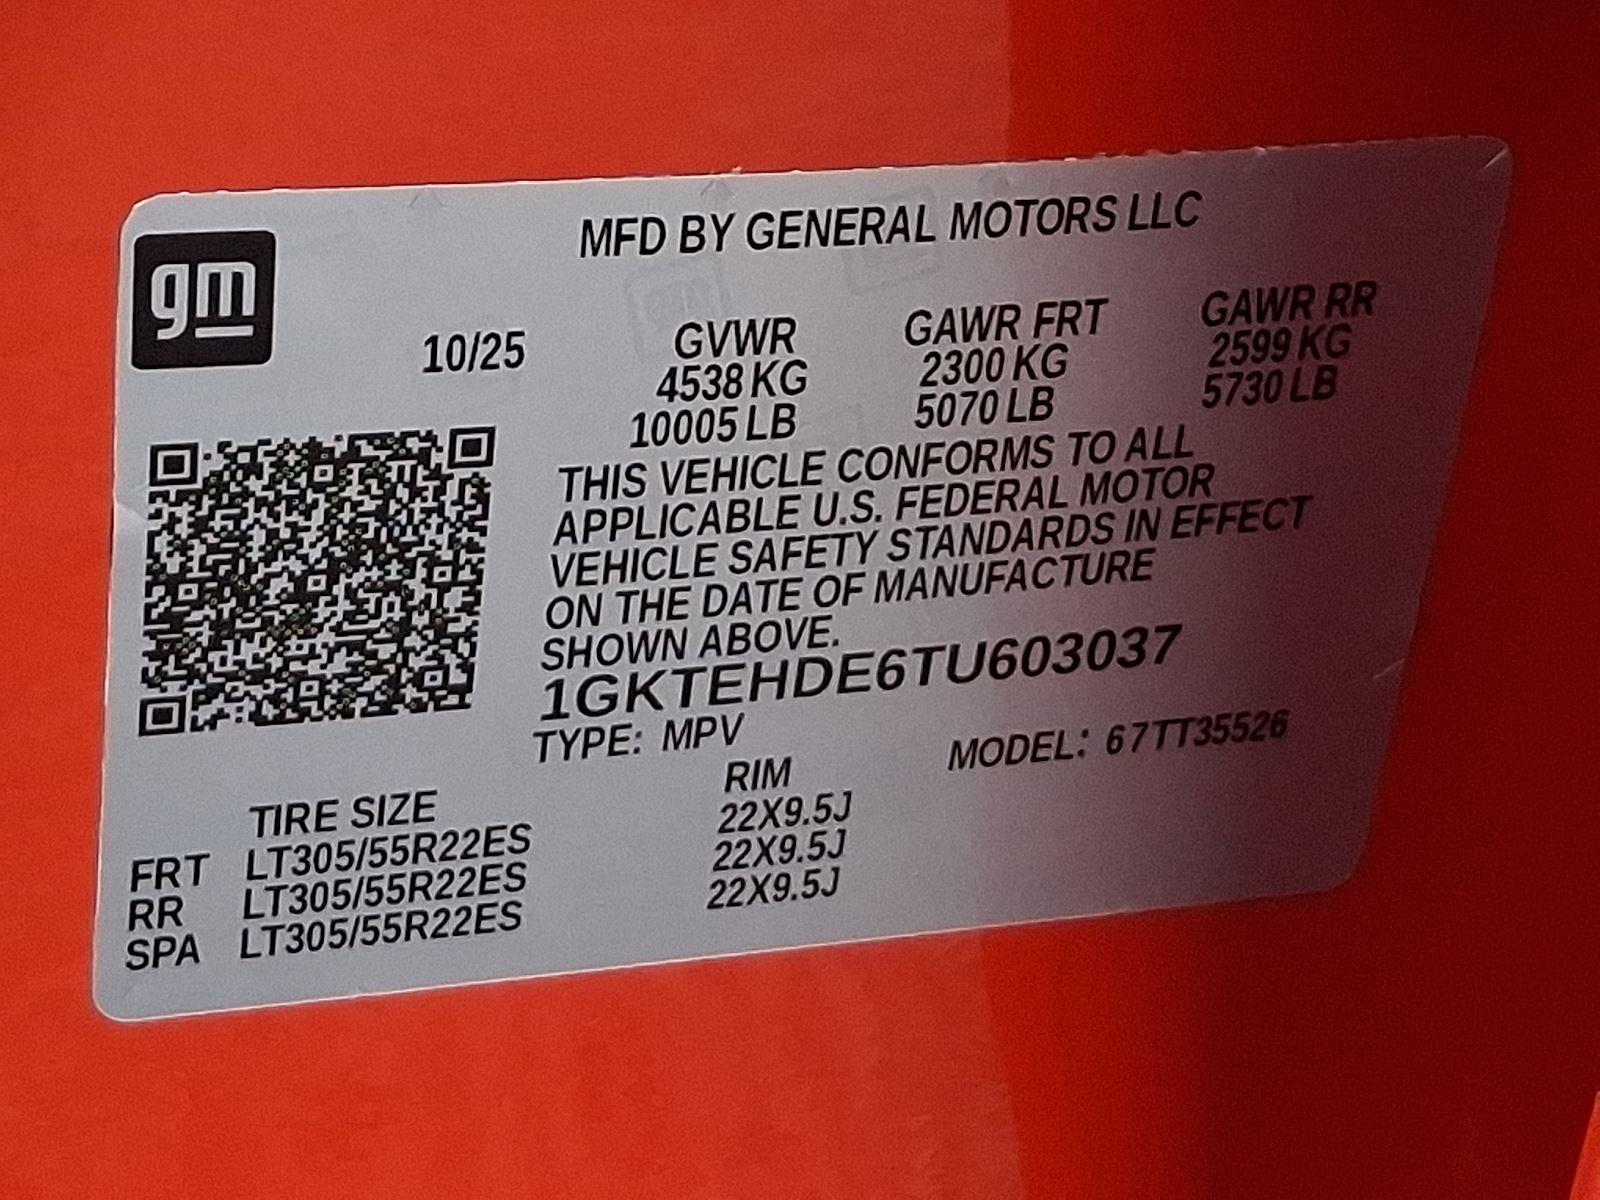 gm
MFD BY GENERAL MOTORS LLC
10/25 GVWR GAWR FRT GAWR RR
4538 KG 2300 KG 2599 KG
10005 LB 5070 LB 5730 LB
THIS VEHICLE CONFORMS TO ALL
APPLICABLE U.S. FEDERAL MOTOR
VEHICLE SAFETY STANDARDS IN EFFECT
ON THE DATE OF MANUFACTURE
SHOWN ABOVE.
1GKTEHDE6TU603037
TYPE: MPV MODEL: 67TT35526
TIRE SIZE RIM
FRT LT305/55R22ES 22X9.5J
RR LT305/55R22ES 22X9.5J
SPA LT305/55R22ES 22X9.5J